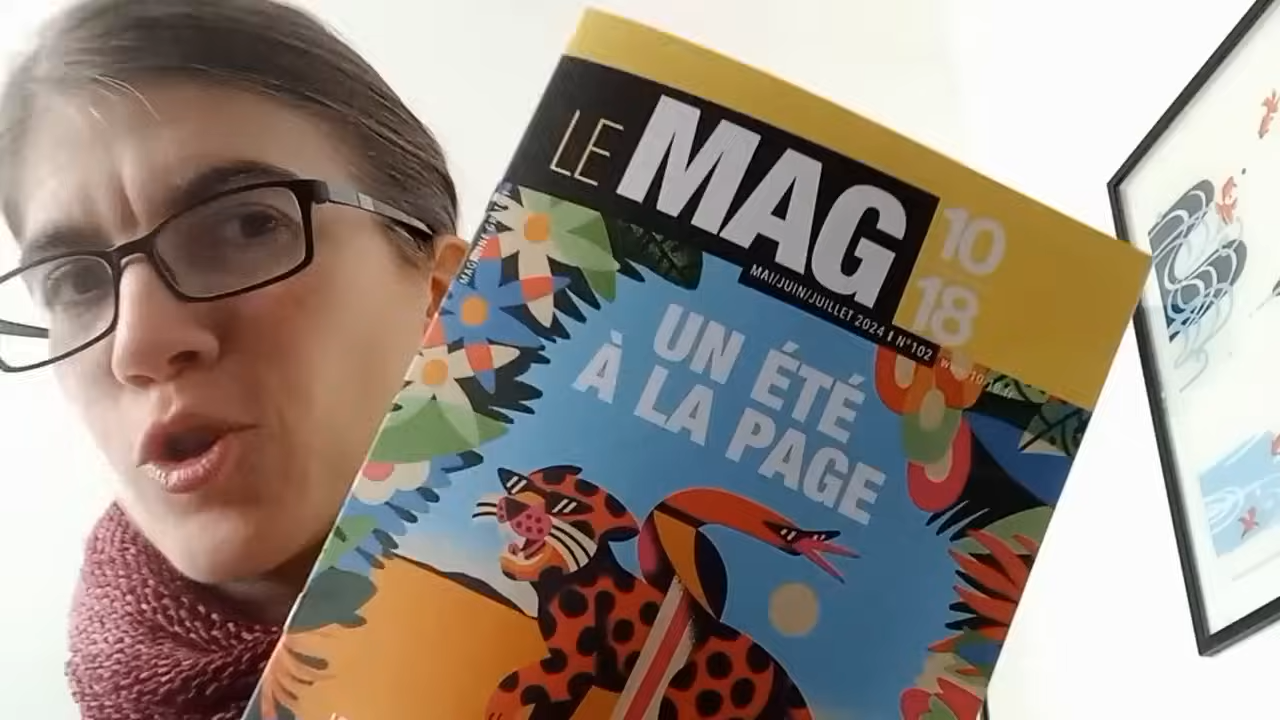 LE MAG
10
18
MAI/JUIN/JUILLET 2024 I N°102
UN ÉTÉ
À LA PAGE